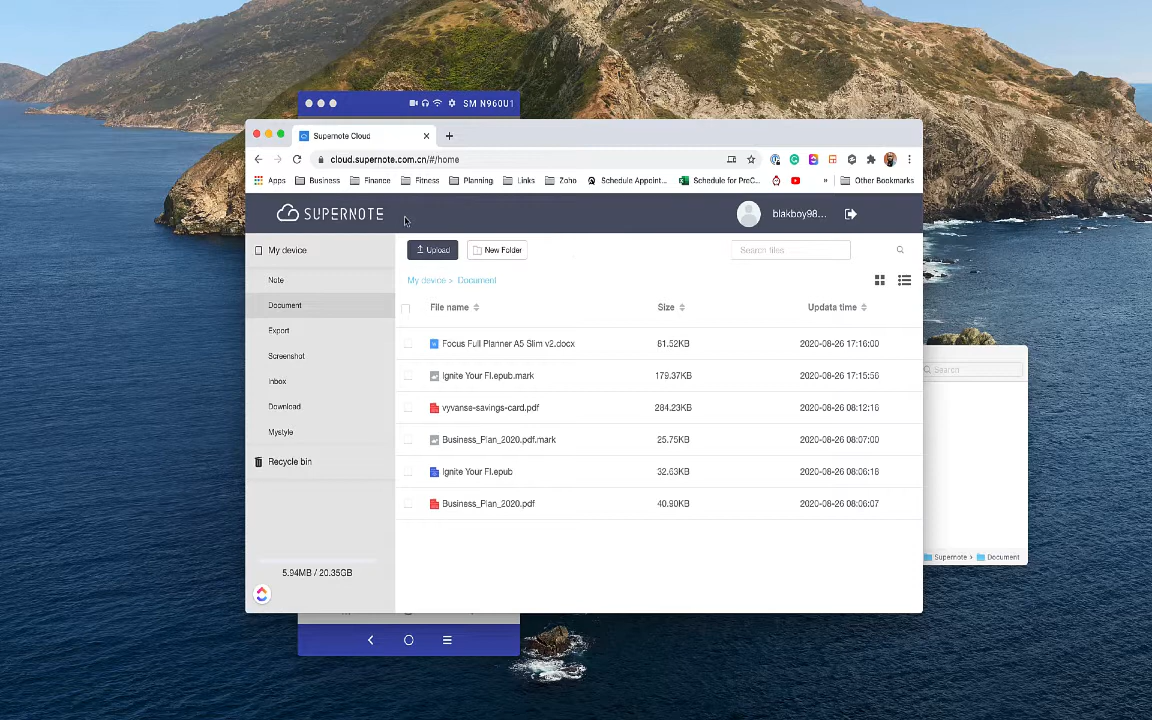 SM N960U1
Supernote Cloud
cloud.supernote.com.cn/#/home
Apps Business Finance Fitness Planning Links Zoho Schedule Appoint... Schedule for PreC... » Other Bookmarks
SUPERNOTE
blakboy98...
My device
Upload
New Folder
Search files
Note
My device > Document
Document
File name Size Updata time
Export
Focus Full Planner A5 Slim v2.docx 81.52KB 2020-08-26 17:16:00
Screenshot
Ignite Your FI.epub.mark 179.37KB 2020-08-26 17:15:56
Search
Inbox
Download
vyvanse-savings-card.pdf 284.23KB 2020-08-26 08:12:16
Mystyle
Business_Plan_2020.pdf.mark 25.75KB 2020-08-26 08:07:00
Recycle bin
Ignite Your FI.epub 32.63KB 2020-08-26 08:06:18
Business_Plan_2020.pdf 40.90KB 2020-08-26 08:06:07
Supernote > Document
5.94MB / 20.35GB